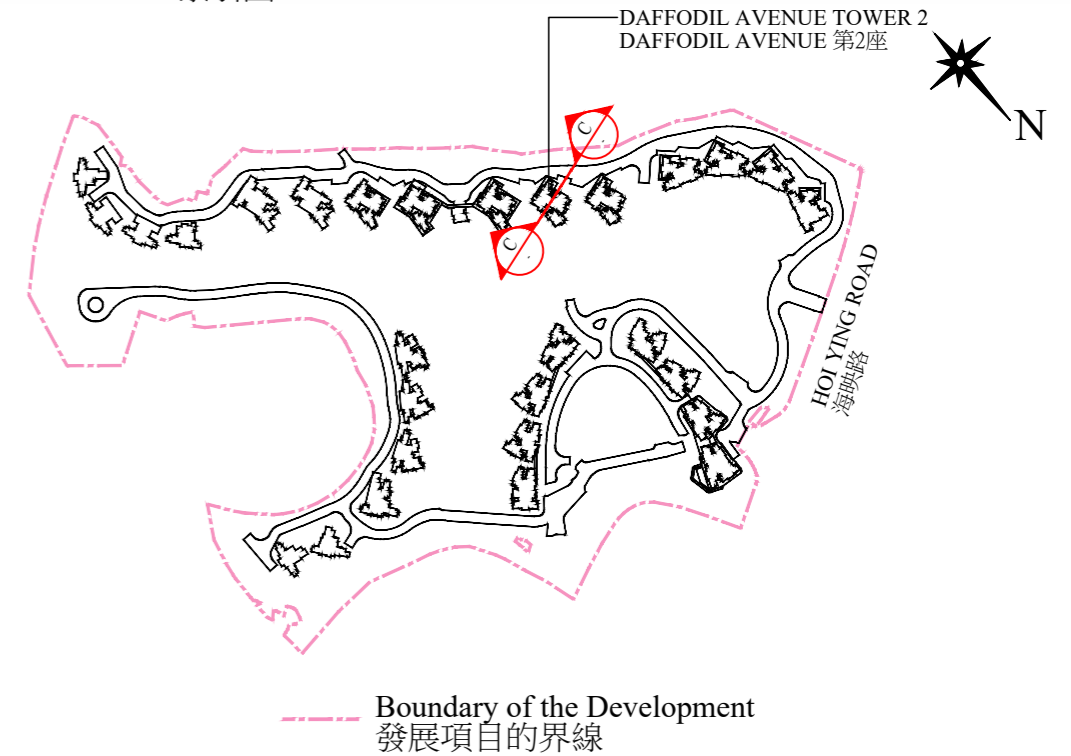 DAFFODIL AVENUE TOWER 2
DAFFODIL AVENUE 第2座
N
C
C
HOI YING ROAD
海映路
Boundary of the Development
發展項目的界線